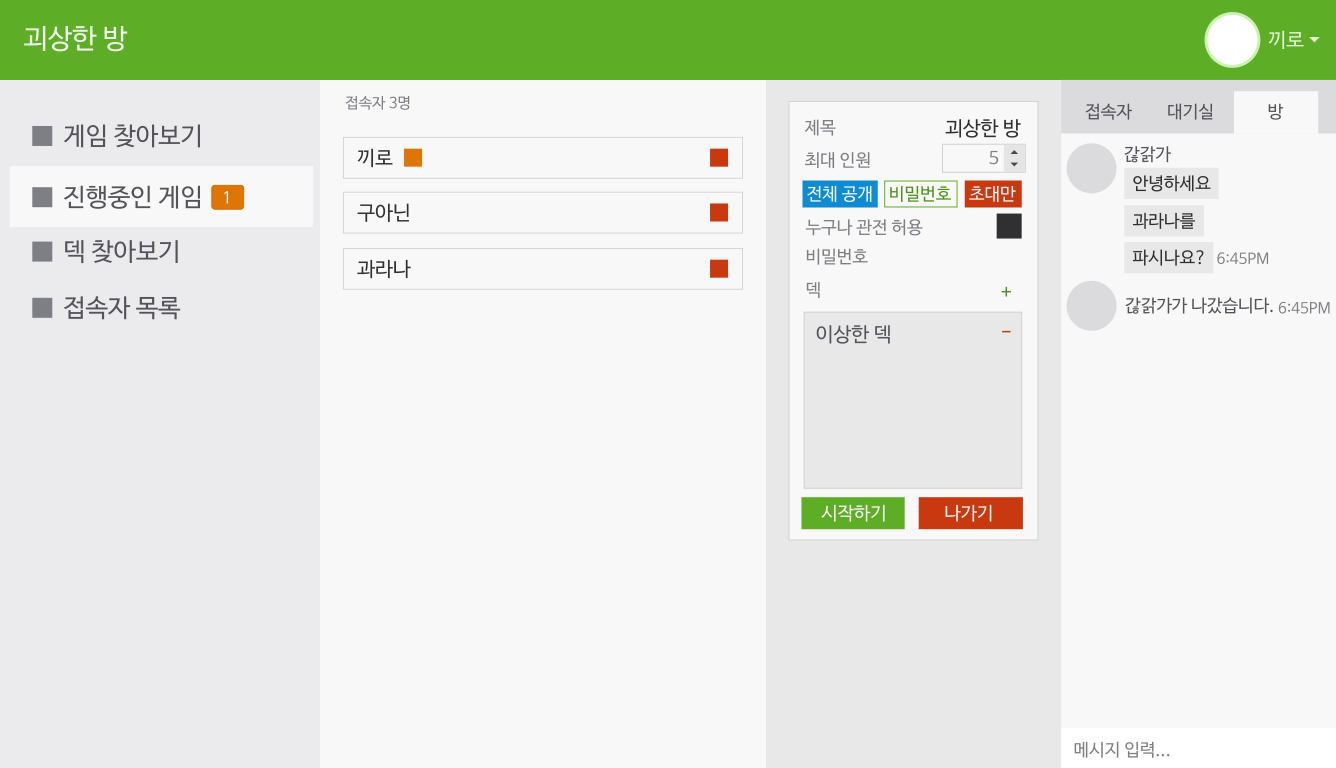 괴상한 방
끼로
게임 찾아보기
진행중인 게임 1
덱 찾아보기
접속자 목록
접속자 3명
끼로
구아닌
과라나
제목 괴상한 방
최대 인원 5
전체 공개 비밀번호 초대만
누구나 관전 허용
비밀번호
덱 +
이상한 덱 −
시작하기 나가기
접속자 대기실 방
갅갉가
안녕하세요
과라나를
파시나요? 6:45PM
갅갉가가 나갔습니다. 6:45PM
메시지 입력...